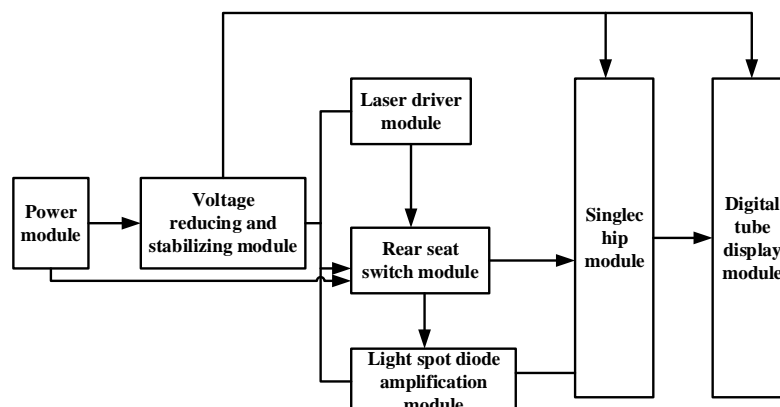 Laser driver
module
Power
module
Voltage
reducing and
stabilizing module
Rear seat
switch module
Singlec
hip
module
Digital
tube
display
module
Light spot diode
amplification
module